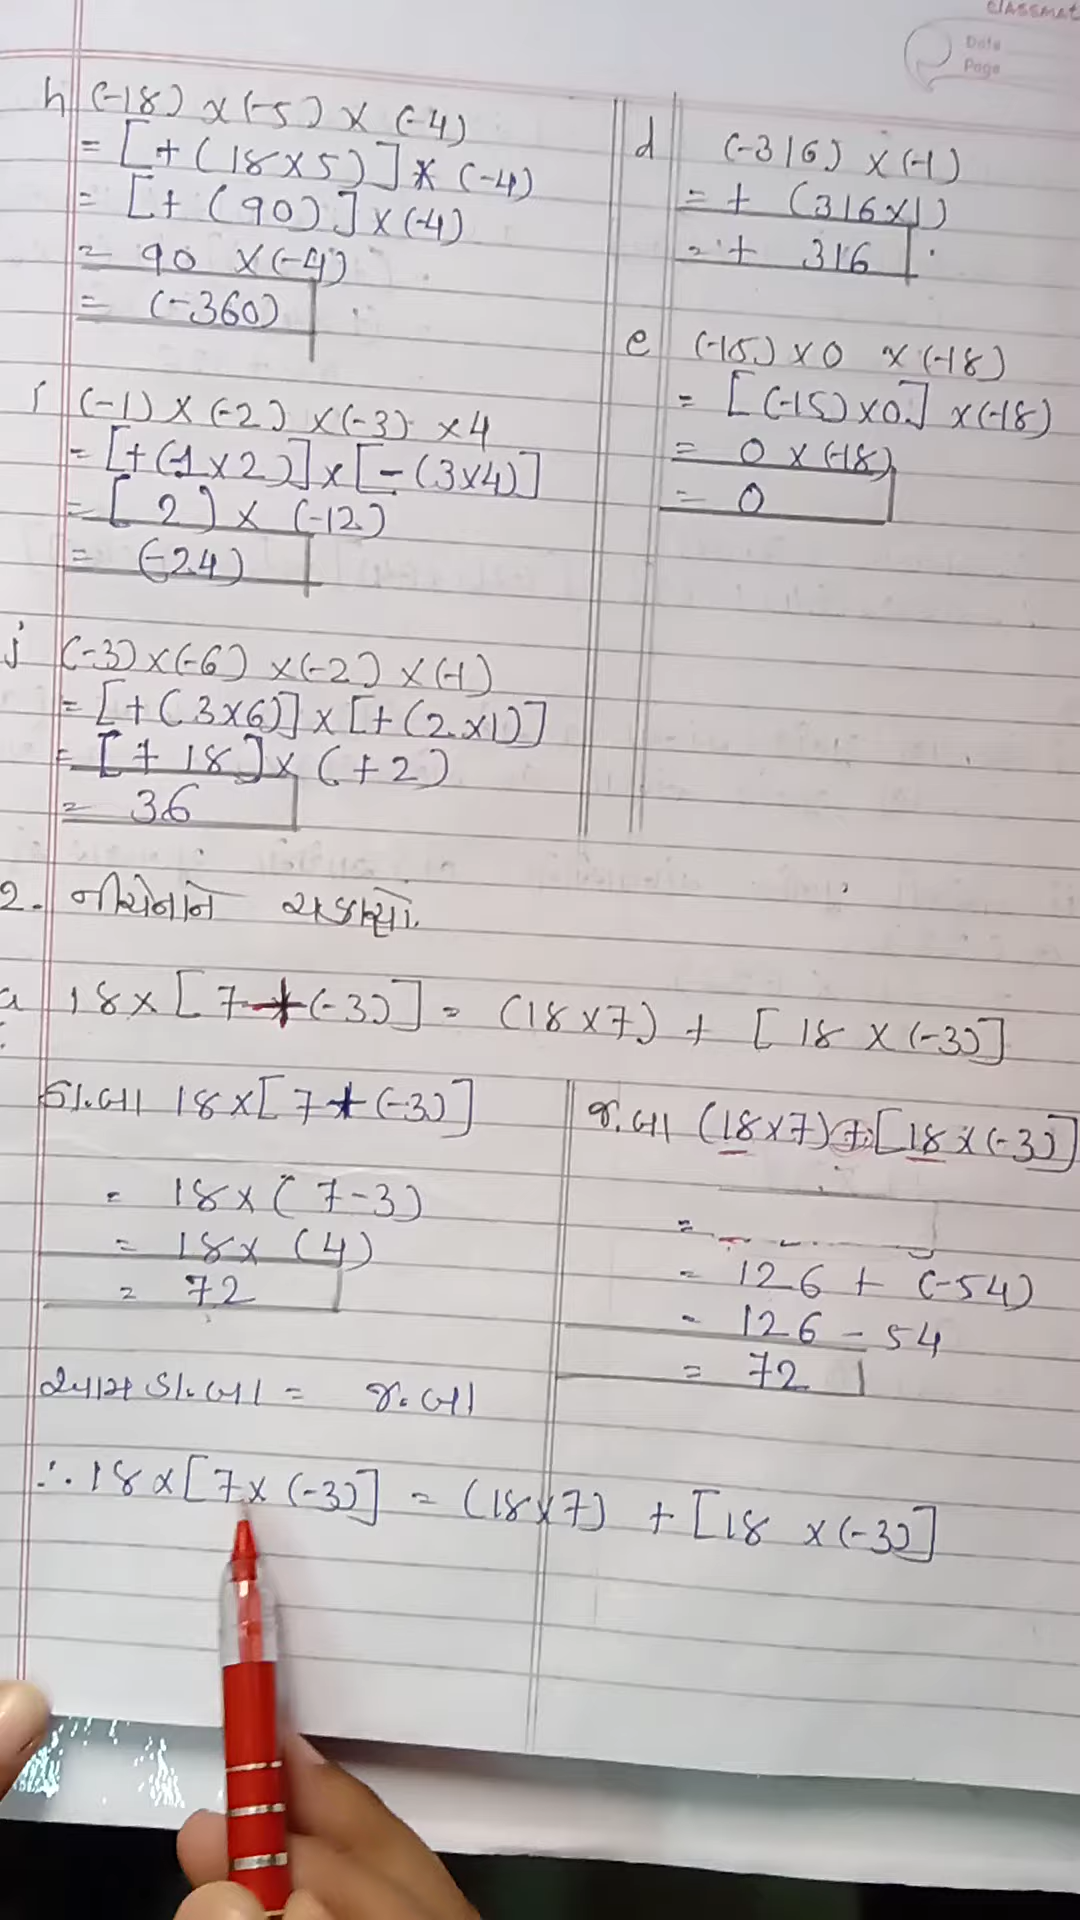 classmat
Date
Page
h (-18) × (-5) × (-4)
= [+(18×5)] × (-4)
= [+ (90)] × (-4)
= 90 × (-4)
= (-360)
i (-1) × (-2) × (-3) × 4
= [+(1×2)] × [-(3×4)]
= [ 2 ) × (-12)
= (-24)
j (-3) × (-6) × (-2) × (-1)
= [+(3×6)] × [+(2×1)]
= [+ 18] × (+2)
= 36
d (-316) × (-1)
= + (316×1)
= + 316
e (-15) × 0 × (-18)
= [(-15) × 0] × (-18)
= 0 × (-18)
= 0
2. નીચેનાને ચકાસો.
a 18 × [7 + (-3)] = (18×7) + [18 × (-3)]
ડા.બા 18 × [7 + (-3)]
= 18 × (7-3)
= 18 × (4)
= 72
જ.બા (18×7) + [18 × (-3)]
=
= 126 + (-54)
= 126 - 54
= 72
આમ ડા.બા = જ.બા
∴ 18 × [7 × (-3)] = (18×7) + [18 × (-3)]